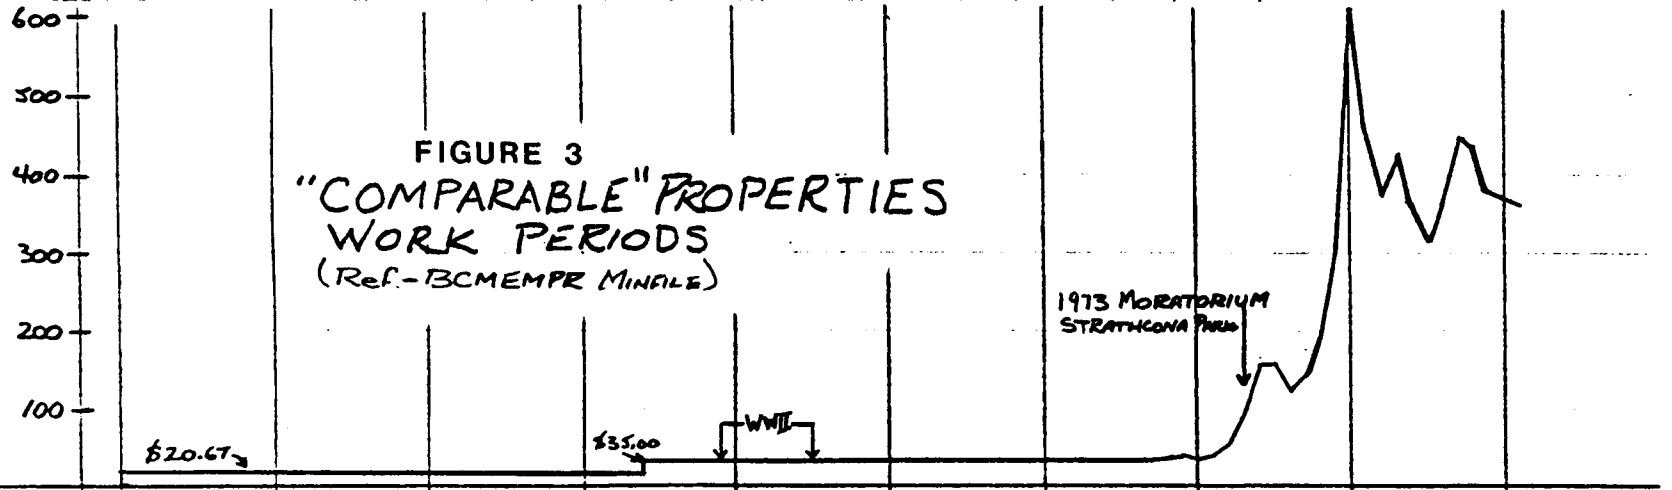 600
500
FIGURE 3
400
"COMPARABLE" PROPERTIES
WORK PERIODS
300
(Ref.-BCMEMPR MINFILE)
1973 MORATORIUM
200
STRATHCONA PARK
100
WWII
$35.00
$20.67